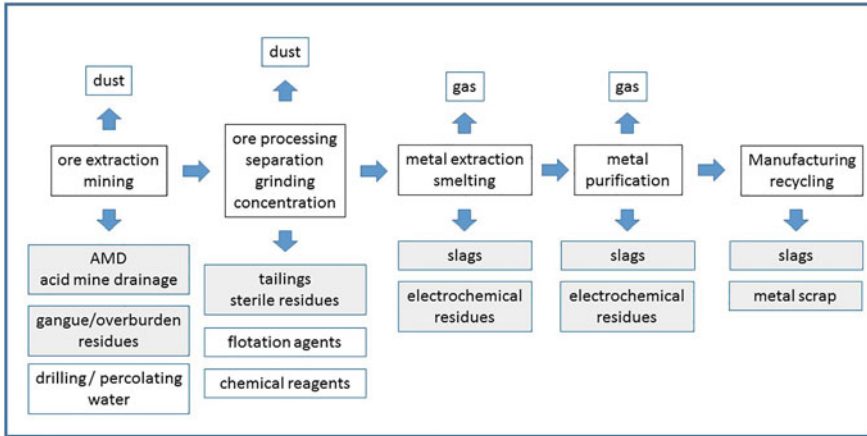 dust
dust
gas
gas
ore extraction
mining
ore processing
separation
grinding
concentration
metal extraction
smelting
metal
purification
Manufacturing
recycling
AMD
acid mine drainage
gangue/overburden
residues
drilling / percolating
water
tailings
sterile residues
flotation agents
chemical reagents
slags
electrochemical
residues
slags
electrochemical
residues
slags
metal scrap